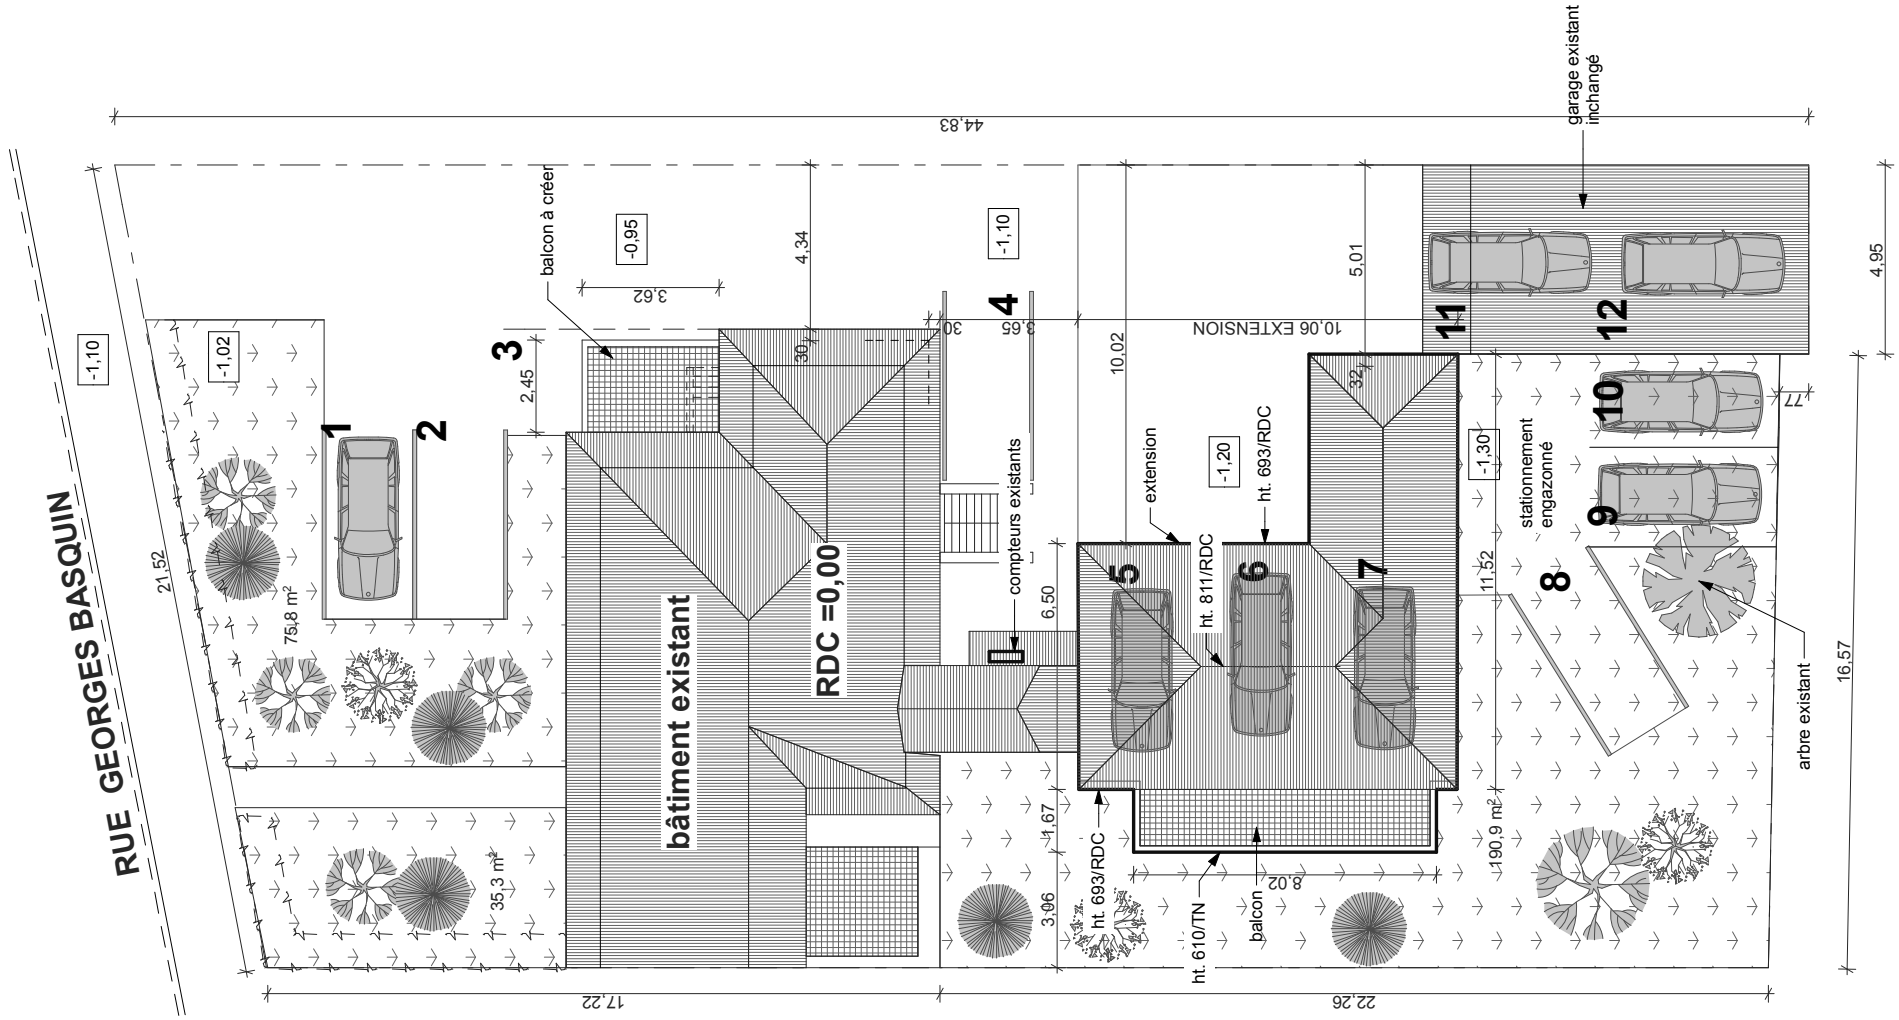 RUE GEORGES BASQUIN
21,52
-1,10
-1,02
44,83
75,8 m²
35,3 m²
1
2
3
balcon à créer
-0,95
3,62
2,45
4,34
30
bâtiment existant
RDC =0,00
4
-1,10
30
3,65
10,06 EXTENSION
10,02
5,01
compteurs existants
extension
-1,20
ht. 693/RDC
ht. 811/RDC
32
6,50
5
6
7
1,67
3,96
ht. 693/RDC
ht. 610/TN
balcon
8,02
190,9 m²
11,52
-1,30
stationnement
engazonné
8
9
10
11
12
garage existant
inchangé
4,95
77
arbre existant
16,57
17,22
22,26